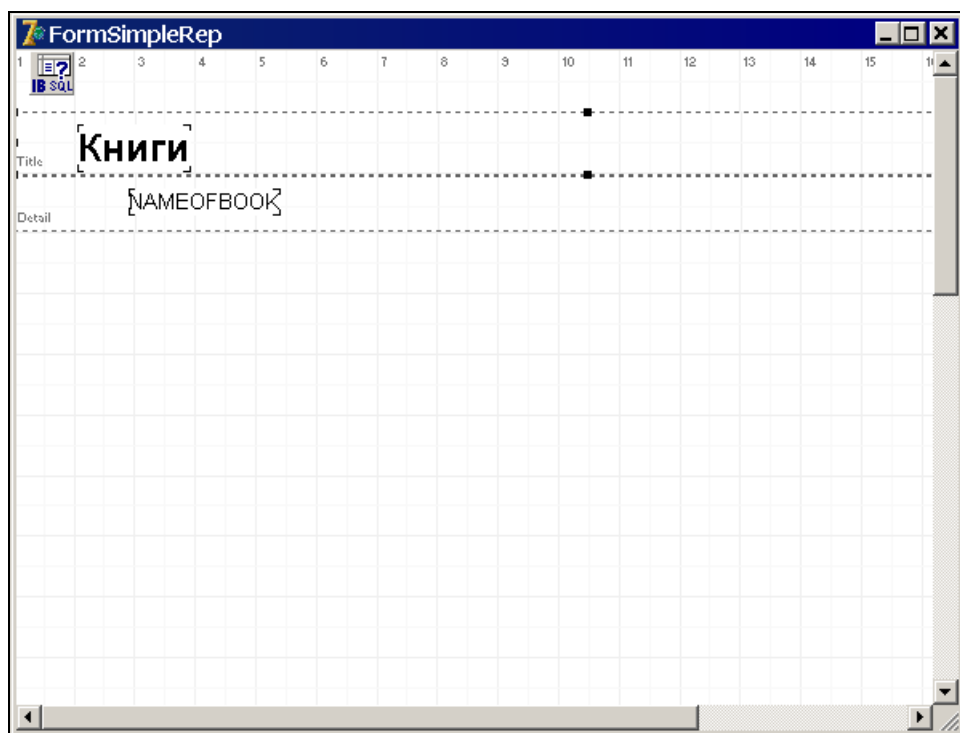 FormSimpleRep
1 2 3 4 5 6 7 8 9 10 11 12 13 14 15
IB SQL
Книги
Title
NAMEOFBOOK
Detail